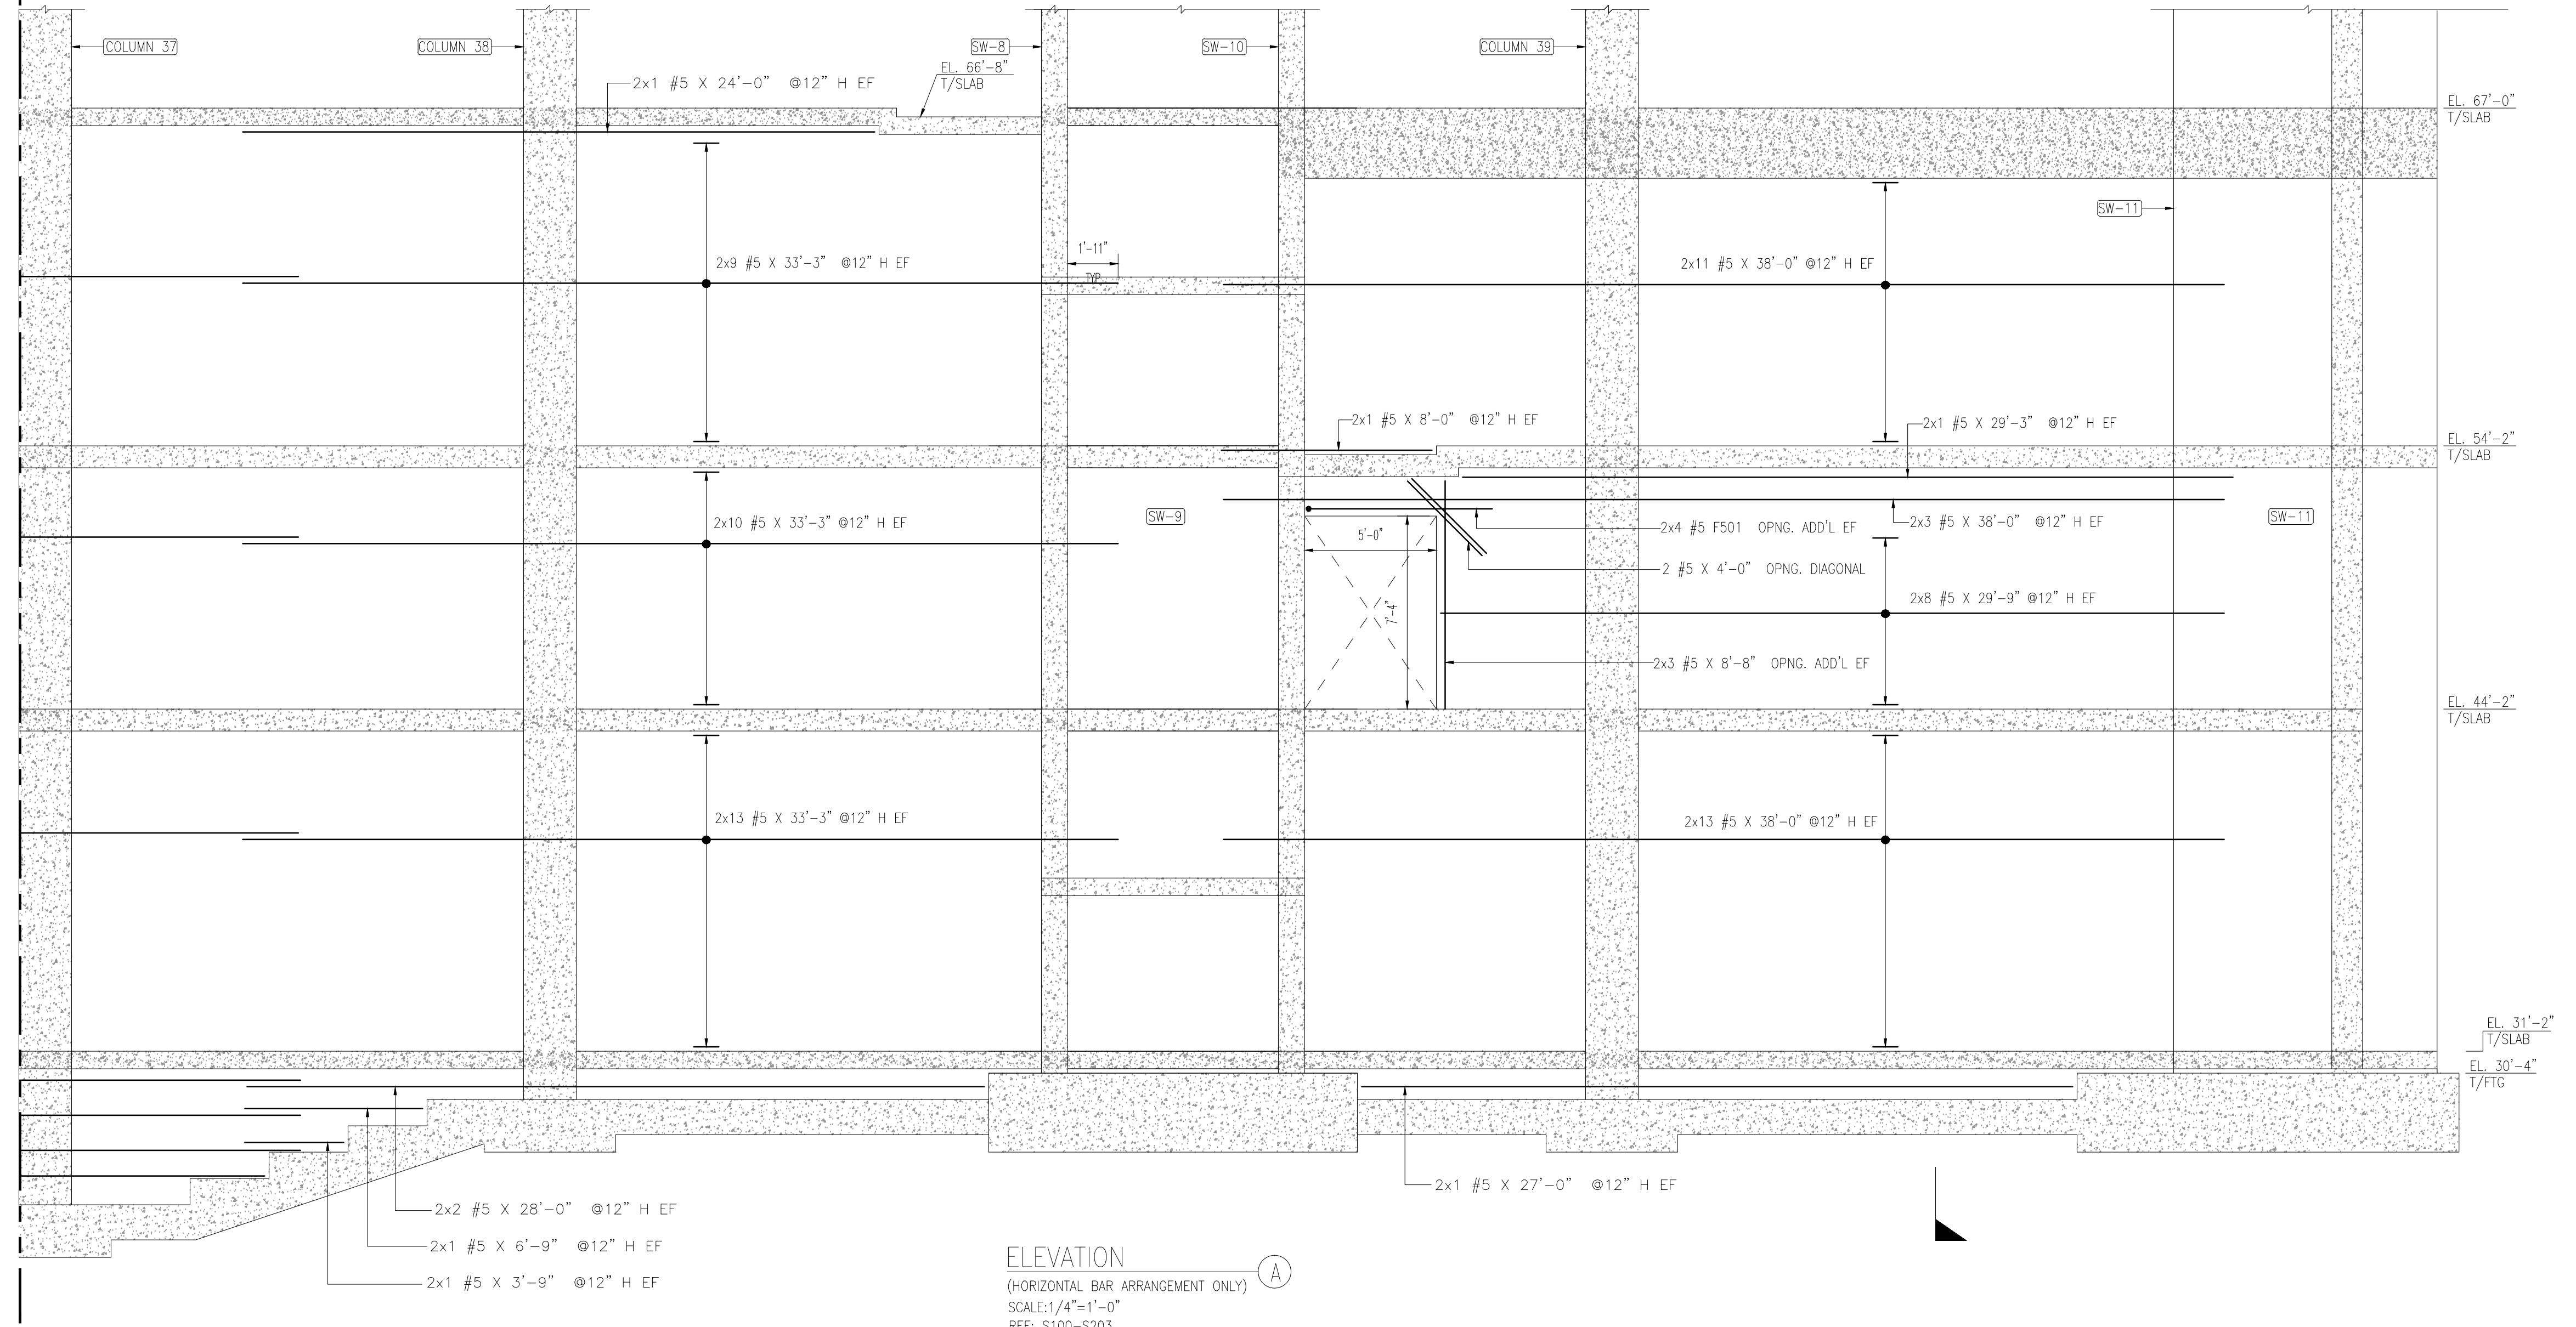 COLUMN 37
COLUMN 38
SW-8
SW-10
COLUMN 39
2x1 #5 X 24'-0" @12" H EF
EL. 66'-8"
T/SLAB
EL. 67'-0"
T/SLAB
SW-11
1'-11"
TYP.
2x9 #5 X 33'-3" @12" H EF
2x11 #5 X 38'-0" @12" H EF
2x1 #5 X 8'-0" @12" H EF
2x1 #5 X 29'-3" @12" H EF
EL. 54'-2"
T/SLAB
2x10 #5 X 33'-3" @12" H EF
SW-9
5'-0"
7'-4"
2x4 #5 F501 OPNG. ADD'L EF
2x3 #5 X 38'-0" @12" H EF
SW-11
2 #5 X 4'-0" OPNG. DIAGONAL
2x8 #5 X 29'-9" @12" H EF
2x3 #5 X 8'-8" OPNG. ADD'L EF
EL. 44'-2"
T/SLAB
2x13 #5 X 33'-3" @12" H EF
2x13 #5 X 38'-0" @12" H EF
EL. 31'-2"
T/SLAB
EL. 30'-4"
T/FTG
2x1 #5 X 27'-0" @12" H EF
2x2 #5 X 28'-0" @12" H EF
2x1 #5 X 6'-9" @12" H EF
2x1 #5 X 3'-9" @12" H EF
ELEVATION
A
(HORIZONTAL BAR ARRANGEMENT ONLY)
SCALE:1/4"=1'-0"
REF: S100-S203